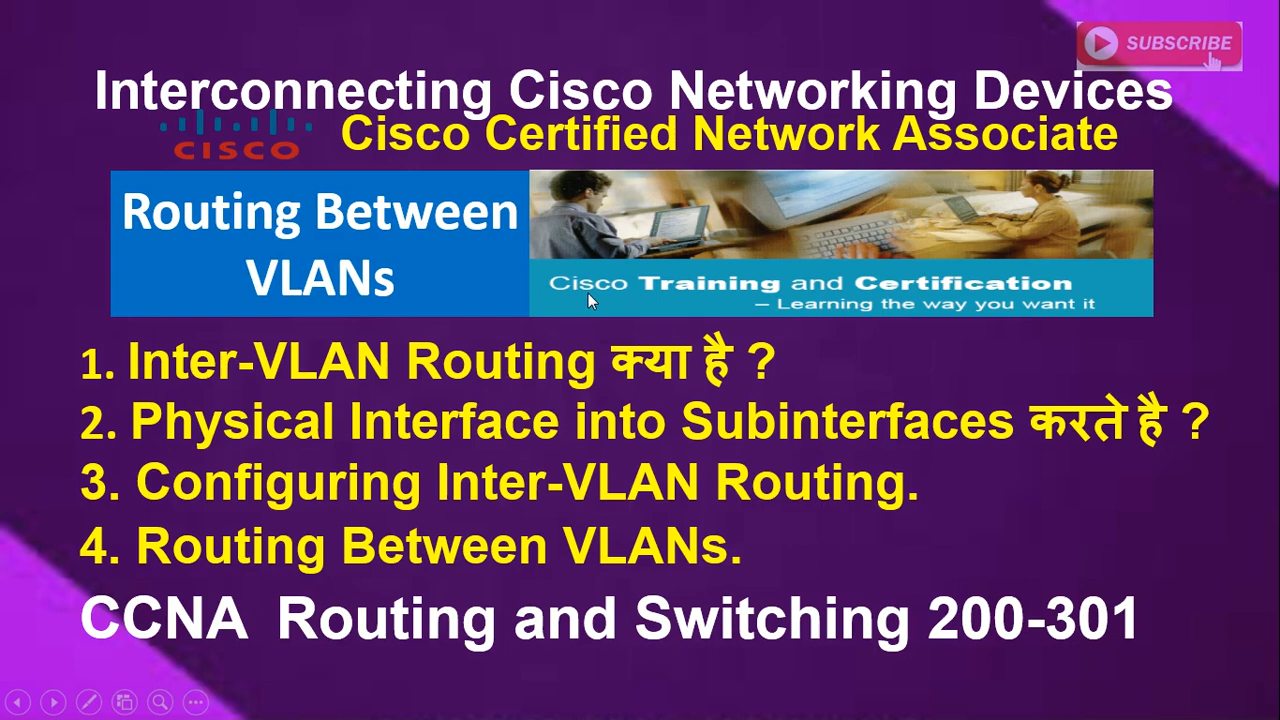 SUBSCRIBE
Interconnecting Cisco Networking Devices
CISCO Cisco Certified Network Associate
Routing Between
VLANs
Cisco Training and Certification
– Learning the way you want it
1. Inter-VLAN Routing क्या है ?
2. Physical Interface into Subinterfaces करते है ?
3. Configuring Inter-VLAN Routing.
4. Routing Between VLANs.
CCNA Routing and Switching 200-301